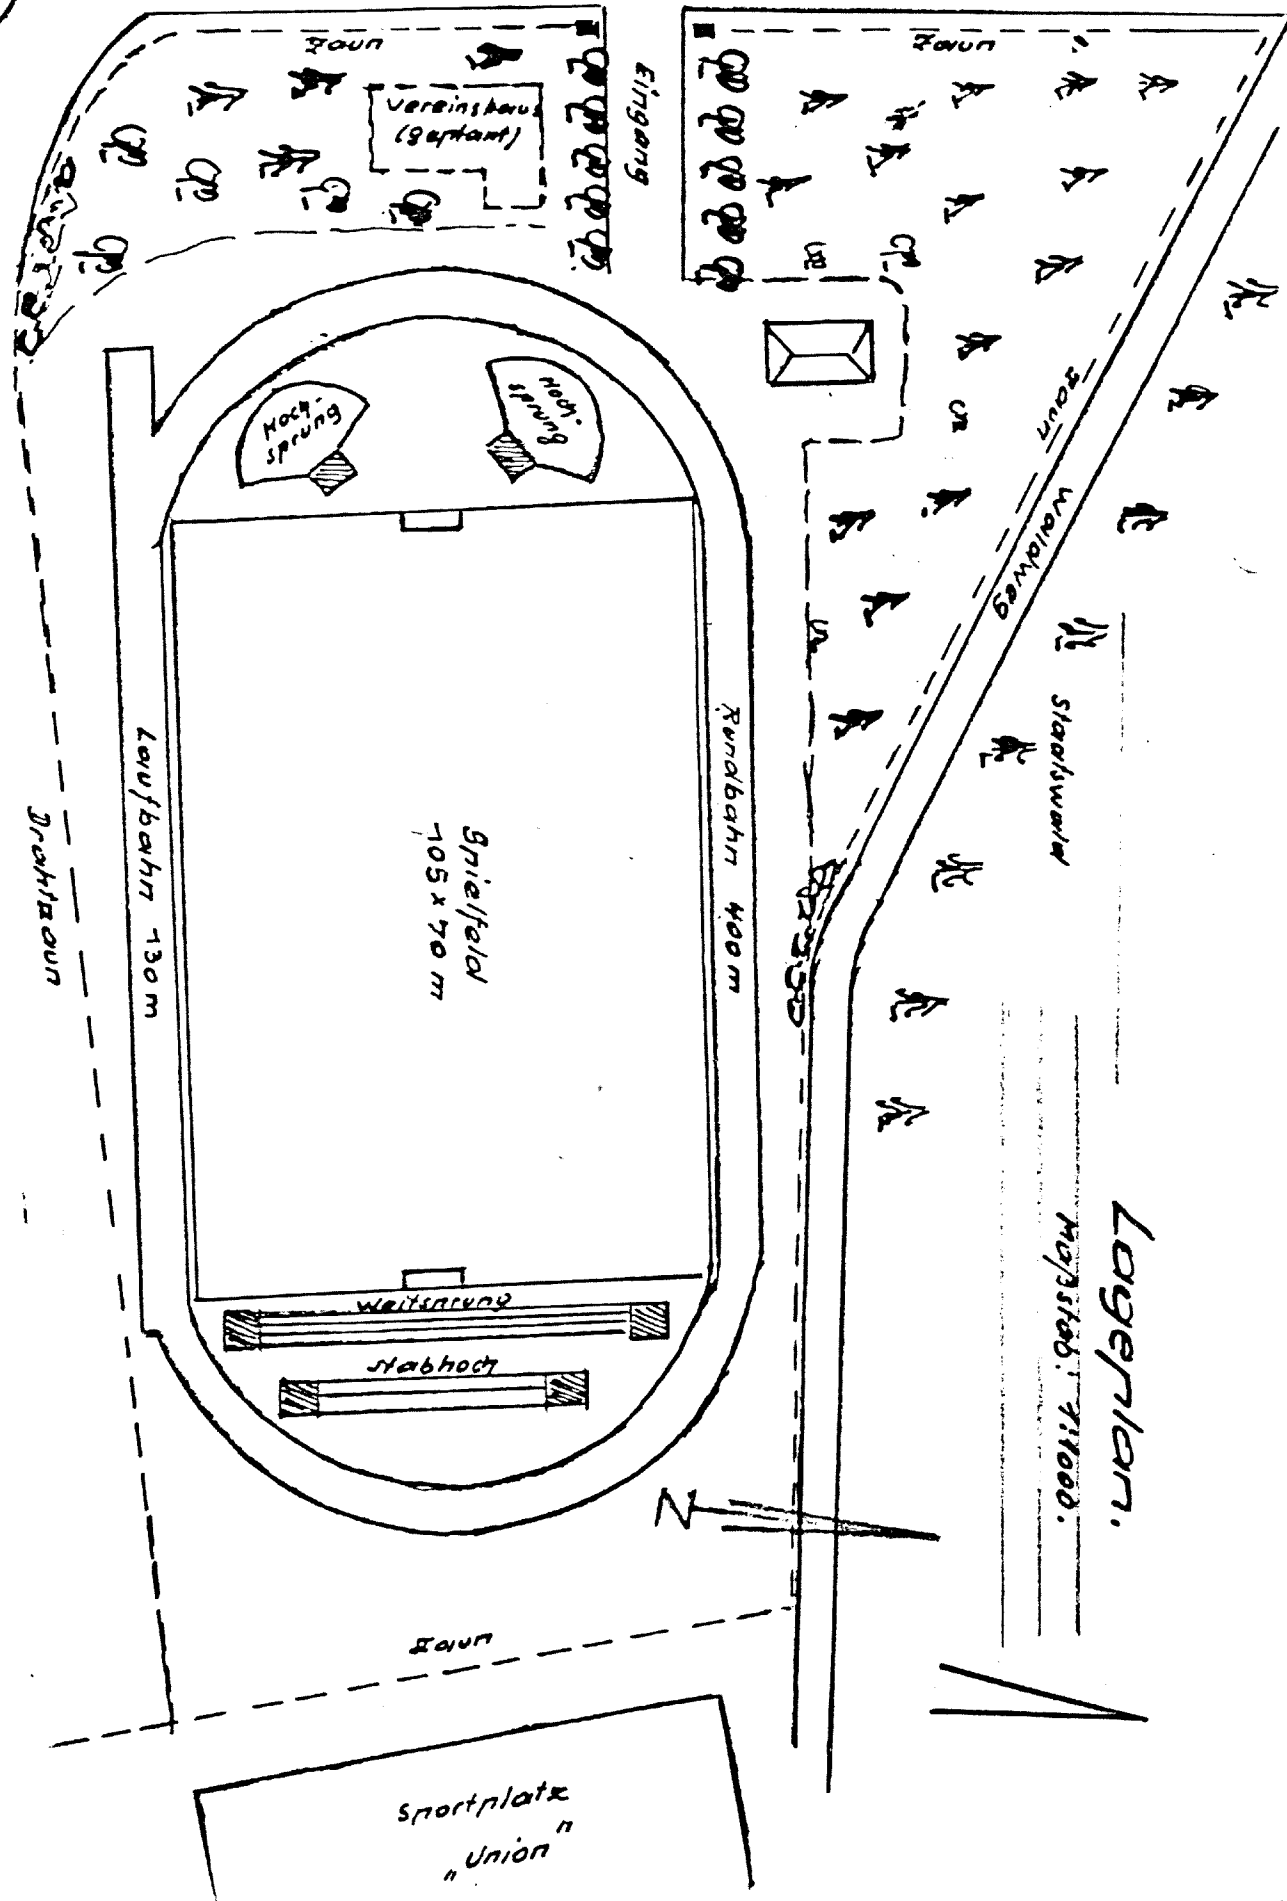 Lageplan.
Maßstab: 1:1000.
Zaun
Eingang
Zaun
Vereinshaus
(geplant)
Hoch-
sprung
Hoch-
sprung
Zaun
Waldweg
Staatswald
Rundbahn 400 m
Spielfeld
105 x 70 m
Laufbahn 130 m
Drahtzaun
Weitsprung
Stabhoch
N
Zaun
Sportplatz
„Union"